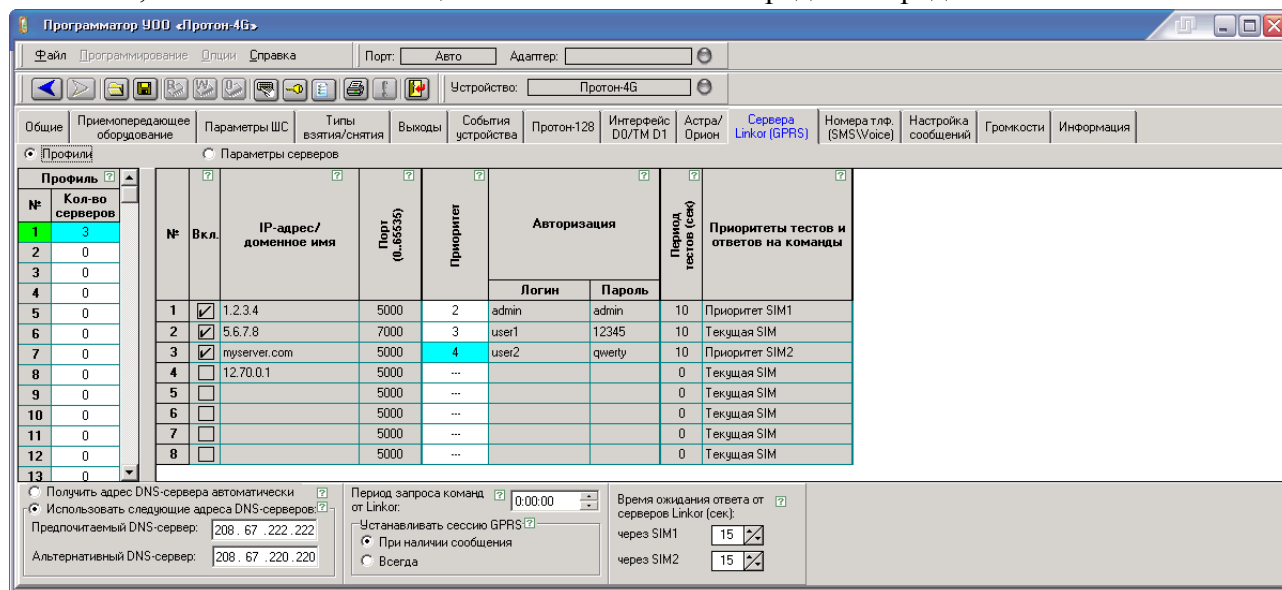 Программатор УОО «Протон-4G»
Файл Программирование Опции Справка Порт: Авто Адаптер:
Устройство: Протон-4G
Общие
Приемопередающее оборудование
Параметры ШС
Типы взятия/снятия
Выходы
События устройства
Протон-128
Интерфейс D0/TM D1
Астра/Орион
Сервера Linkor (GPRS)
Номера тлф. (SMS\Voice)
Настройка сообщений
Громкости
Информация
Профили Параметры серверов
Профиль ?
№ Кол-во серверов
1 3
2 0
3 0
4 0
5 0
6 0
7 0
8 0
9 0
10 0
11 0
12 0
13 0
№ Вкл. ? IP-адрес/доменное имя ? Порт (0..65535) ? Приоритет ? Авторизация ? Период тестов (сек) ? Приоритеты тестов и ответов на команды ?
Логин Пароль
1 1.2.3.4 5000 2 admin admin 10 Приоритет SIM1
2 5.6.7.8 7000 3 user1 12345 10 Текущая SIM
3 myserver.com 5000 4 user2 qwerty 10 Приоритет SIM2
4 12.70.0.1 5000 --- 0 Текущая SIM
5 5000 --- 0 Текущая SIM
6 5000 --- 0 Текущая SIM
7 5000 --- 0 Текущая SIM
8 5000 --- 0 Текущая SIM
Получить адрес DNS-сервера автоматически ?
Использовать следующие адреса DNS-серверов: ?
Предпочитаемый DNS-сервер: 208 . 67 .222 .222
Альтернативный DNS-сервер: 208 . 67 .220 .220
Период запроса команд ? 0:00:00
от Linkor:
Устанавливать сессию GPRS ?
При наличии сообщения
Всегда
Время ожидания ответа от ?
серверов Linkor (сек):
через SIM1 15
через SIM2 15